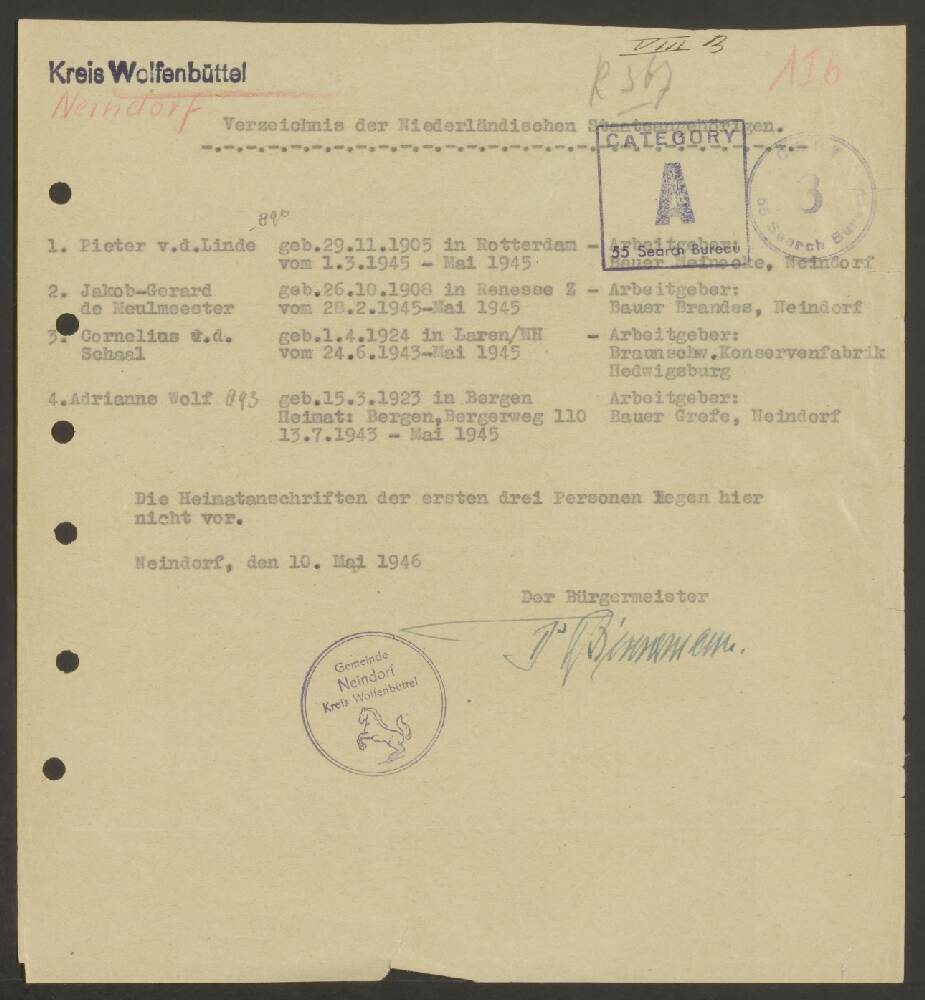 VIII B
Kreis Wolfenbüttel
R 367
A I 6
Neindorf
Verzeichnis der Niederländischen Staatsangehörigen.
CATEGORY
A
55 Search Bureau
COPY
3
55 Search Bureau
890
1. Pieter v.d.Linde geb.29.11.1905 in Rotterdam - Arbeitgeber:
vom 1.3.1945 - Mai 1945 Bauer Meinecke, Neindorf
2. Jakob-Gerard geb.26.10.1908 in Renesse Z - Arbeitgeber:
de Meulmeester vom 28.2.1945-Mai 1945 Bauer Brandes, Neindorf
3. Cornelius v.d. geb.1.4.1924 in Laren/NH - Arbeitgeber:
Schaal vom 24.6.1943-Mai 1945 Braunschw.Konservenfabrik
Hedwigsburg
4.Adrianne Wolf 893 geb.15.3.1923 in Bergen Arbeitgeber:
Heimat: Bergen,Bergerweg 110 Bauer Grefe, Neindorf
13.7.1943 - Mai 1945
Die Heimatanschriften der ersten drei Personen liegen hier
nicht vor.
Neindorf, den 10. Mai 1946
Der Bürgermeister
Gemeinde
Neindorf
Kreis Wolfenbüttel